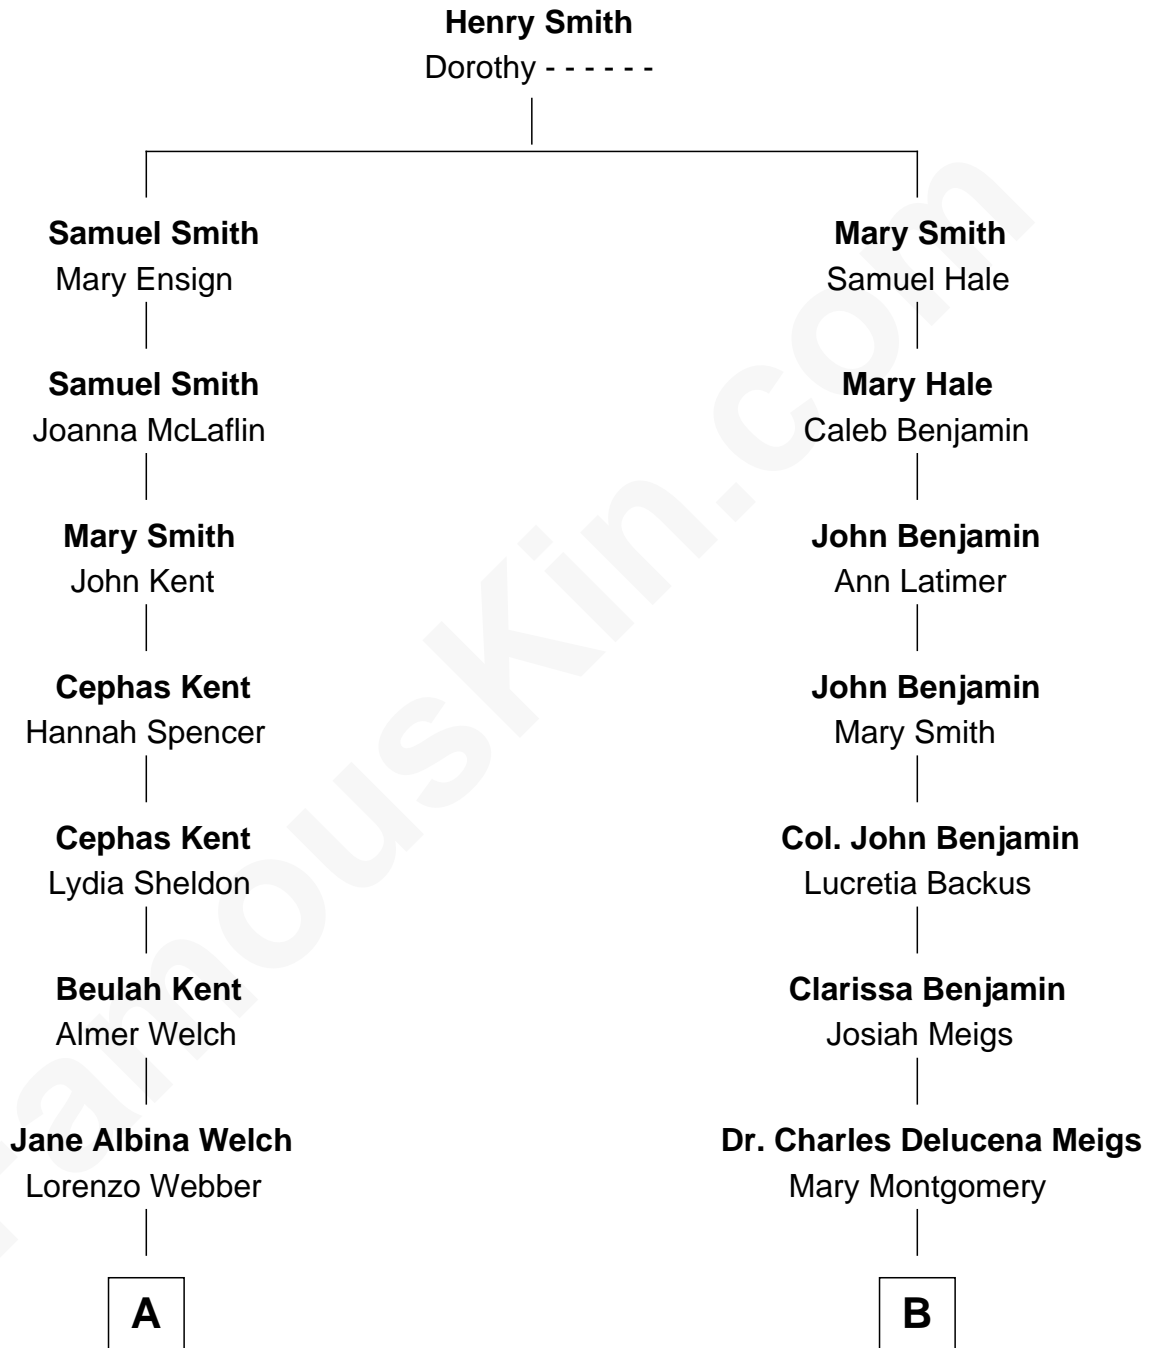 Henry Smith
Dorothy - - - - - -
Samuel Smith
Mary Ensign
Mary Smith
Samuel Hale
Samuel Smith
Joanna McLaflin
Mary Hale
Caleb Benjamin
Mary Smith
John Kent
John Benjamin
Ann Latimer
Cephas Kent
Hannah Spencer
John Benjamin
Mary Smith
Cephas Kent
Lydia Sheldon
Col. John Benjamin
Lucretia Backus
Beulah Kent
Almer Welch
Clarissa Benjamin
Josiah Meigs
Jane Albina Welch
Lorenzo Webber
Dr. Charles Delucena Meigs
Mary Montgomery
A
B
FamousKin.com